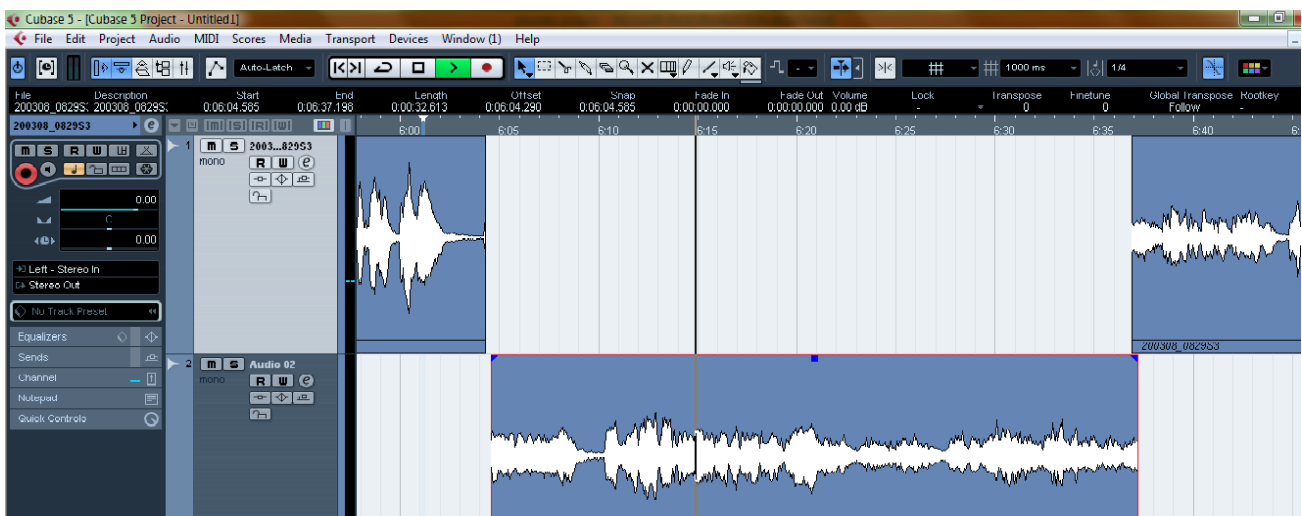 Cubase 5 - [Cubase 5 Project - Untitled1]
File Edit Project Audio MIDI Scores Media Transport Devices Window (1) Help
Auto-Latch 1000 ms 1/4
File Description Start End Length Offset Snap Fade In Fade Out Volume Lock Transpose Finetune Global Transpose Rootkey
200308_0829S3 200308_0829S3 0:06:04.585 0:06:37.198 0:00:32.613 0:06:04.290 0:06:04.585 0:00:00.000 0:00:00.000 0.00 dB - 0 0 Follow -
200308_0829S3 e m S R W 6:00 6:05 6:10 6:15 6:20 6:25 6:30 6:35 6:40 6:
m S R W 1 m S 2003...829S3
mono R W e
0.00
C
0.00
Left - Stereo In
Stereo Out
No Track Preset
Equalizers
200308_0829S3
Sends 2 m S Audio 02
Channel mono R W e
Notepad
Quick Controls